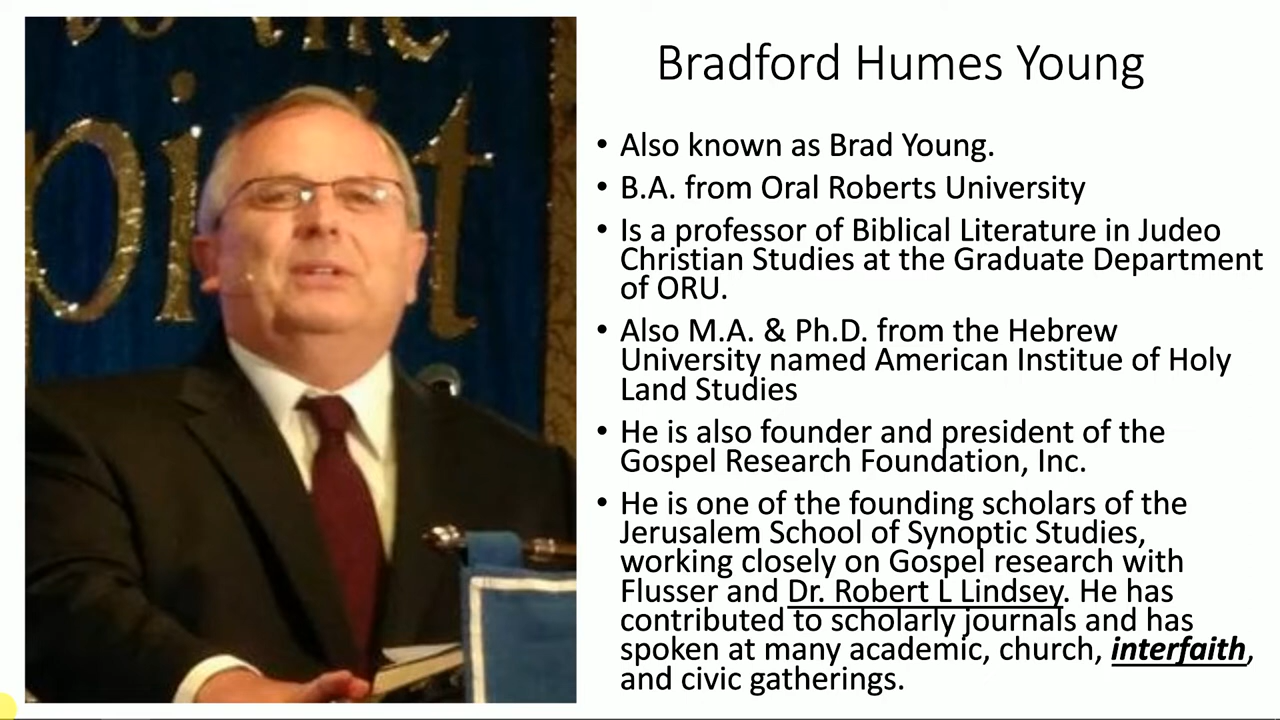 to the
pirit
Bradford Humes Young
• Also known as Brad Young.
• B.A. from Oral Roberts University
• Is a professor of Biblical Literature in Judeo
Christian Studies at the Graduate Department
of ORU.
• Also M.A. & Ph.D. from the Hebrew
University named American Institue of Holy
Land Studies
• He is also founder and president of the
Gospel Research Foundation, Inc.
• He is one of the founding scholars of the
Jerusalem School of Synoptic Studies,
working closely on Gospel research with
Flusser and Dr. Robert L Lindsey. He has
contributed to scholarly journals and has
spoken at many academic, church, interfaith,
and civic gatherings.